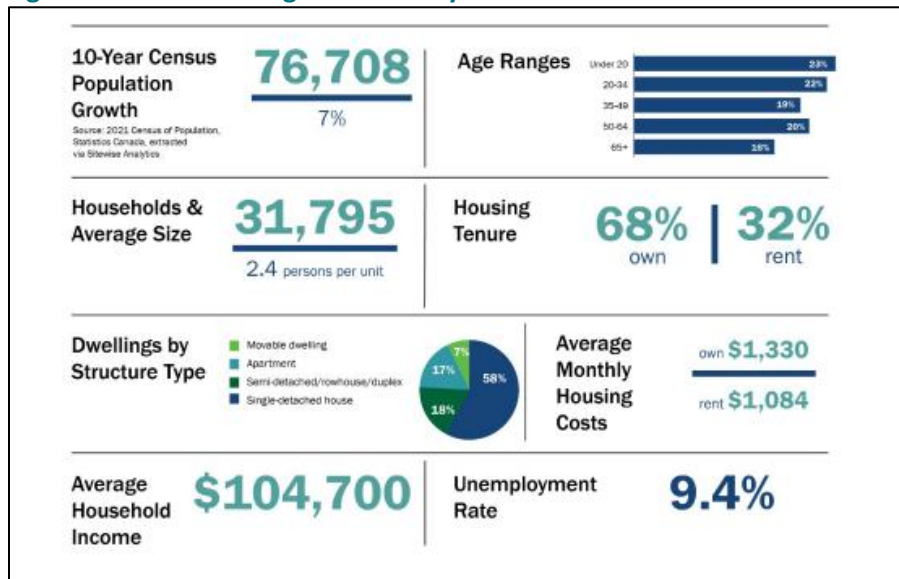 10-Year Census
Population
Growth
Source: 2021 Census of Population,
Statistics Canada, extracted
via Sitewise Analytics
76,708
7%
Age Ranges
Under 20 23%
20-34 22%
35-49 19%
50-64 20%
65+ 16%
Households &
Average Size
31,795
2.4 persons per unit
Housing
Tenure
68%
own
32%
rent
Dwellings by
Structure Type
Movable dwelling
Apartment
Semi-detached/rowhouse/duplex
Single-detached house
7%
17%
58%
18%
Average
Monthly
Housing
Costs
own $1,330
rent $1,084
Average
Household
Income
$104,700
Unemployment
Rate
9.4%